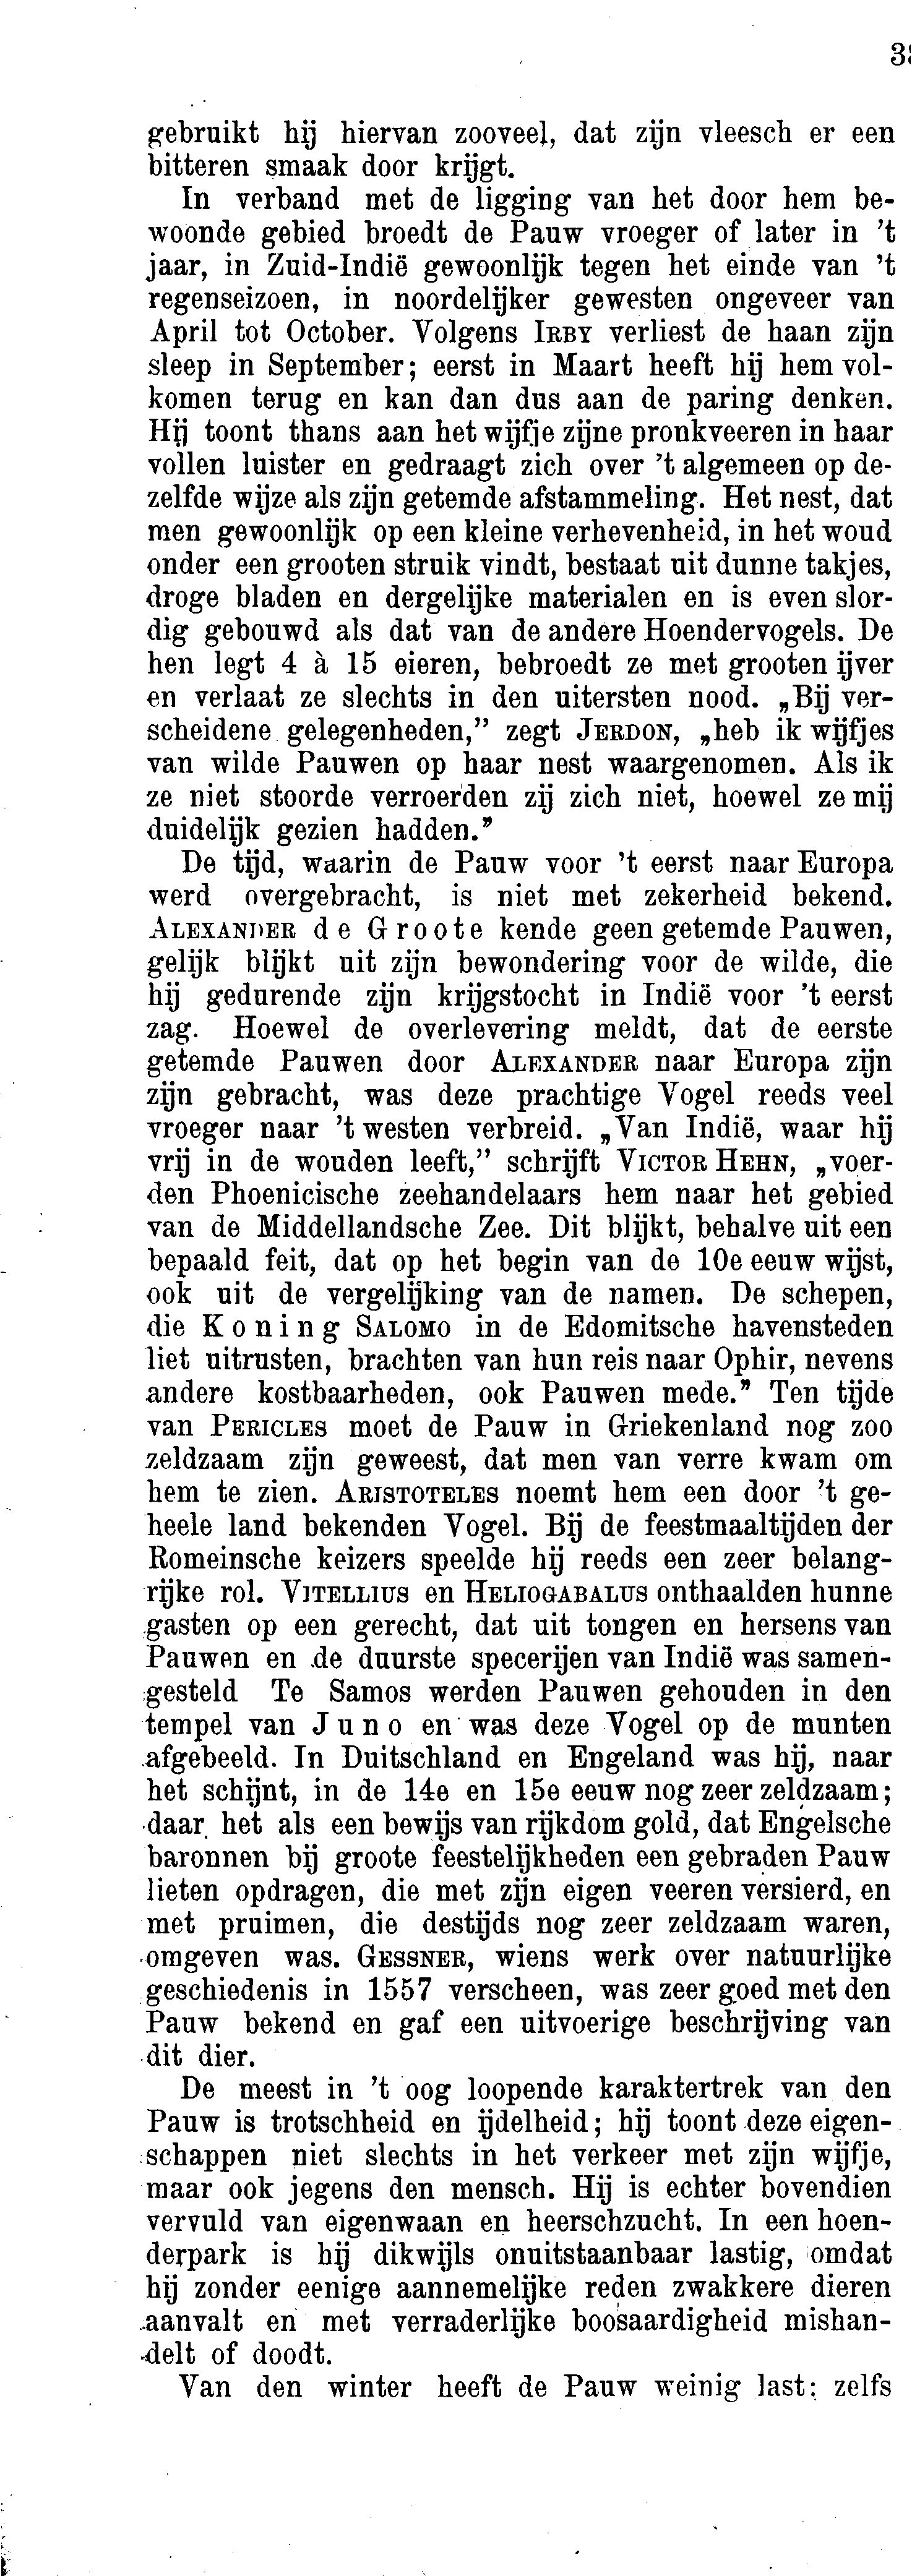 gebruikt hij hiervan zooveel, dat zijn vleesch er een
bitteren smaak door krijgt.
In verband met de ligging van het door hem be-
woonde gebied broedt de Pauw vroeger of later in 't
jaar, in Zuid-Indië gewoonlijk tegen het einde van 't
regenseizoen, in noordelijker gewesten ongeveer van
April tot October. Volgens IRBY verliest de haan zijn
sleep in September; eerst in Maart heeft hij hem vol-
komen terug en kan dan dus aan de paring denken.
Hij toont thans aan het wijfje zijne pronkveeren in haar
vollen luister en gedraagt zich over 't algemeen op de-
zelfde wijze als zijn getemde afstammeling. Het nest, dat
men gewoonlijk op een kleine verhevenheid, in het woud
onder een grooten struik vindt, bestaat uit dunne takjes,
droge bladen en dergelijke materialen en is even slor-
dig gebouwd als dat van de andere Hoendervogels. De
hen legt 4 à 15 eieren, bebroedt ze met grooten ijver
en verlaat ze slechts in den uitersten nood. „Bij ver-
scheidene gelegenheden,” zegt JERDON, „heb ik wijfjes
van wilde Pauwen op haar nest waargenomen. Als ik
ze niet stoorde verroerden zij zich niet, hoewel ze mij
duidelijk gezien hadden.”
De tijd, waarin de Pauw voor 't eerst naar Europa
werd overgebracht, is niet met zekerheid bekend.
ALEXANDER de Groote kende geen getemde Pauwen,
gelijk blijkt uit zijn bewondering voor de wilde, die
hij gedurende zijn krijgstocht in Indië voor 't eerst
zag. Hoewel de overlevering meldt, dat de eerste
getemde Pauwen door ALEXANDER naar Europa zijn
zijn gebracht, was deze prachtige Vogel reeds veel
vroeger naar 't westen verbreid. „Van Indië, waar hij
vrij in de wouden leeft,” schrijft VICTOR HEHN, „voer-
den Phoenicische zeehandelaars hem naar het gebied
van de Middellandsche Zee. Dit blijkt, behalve uit een
bepaald feit, dat op het begin van de 10e eeuw wijst,
ook uit de vergelijking van de namen. De schepen,
die Koning SALOMO in de Edomitsche havensteden
liet uitrusten, brachten van hun reis naar Ophir, nevens
andere kostbaarheden, ook Pauwen mede.” Ten tijde
van PERICLES moet de Pauw in Griekenland nog zoo
zeldzaam zijn geweest, dat men van verre kwam om
hem te zien. ARISTOTELES noemt hem een door 't ge-
heele land bekenden Vogel. Bij de feestmaaltijden der
Romeinsche keizers speelde hij reeds een zeer belang-
rijke rol. VITELLIUS en HELIOGABALUS onthaalden hunne
gasten op een gerecht, dat uit tongen en hersens van
Pauwen en de duurste specerijen van Indië was samen-
gesteld Te Samos werden Pauwen gehouden in den
tempel van Juno en was deze Vogel op de munten
afgebeeld. In Duitschland en Engeland was hij, naar
het schijnt, in de 14e en 15e eeuw nog zeer zeldzaam;
daar het als een bewijs van rijkdom gold, dat Engelsche
baronnen bij groote feestelijkheden een gebraden Pauw
lieten opdragen, die met zijn eigen veeren versierd, en
met pruimen, die destijds nog zeer zeldzaam waren,
omgeven was. GESSNER, wiens werk over natuurlijke
geschiedenis in 1557 verscheen, was zeer goed met den
Pauw bekend en gaf een uitvoerige beschrijving van
dit dier.
De meest in 't oog loopende karaktertrek van den
Pauw is trotschheid en ijdelheid; hij toont deze eigen-
schappen niet slechts in het verkeer met zijn wijfje,
maar ook jegens den mensch. Hij is echter bovendien
vervuld van eigenwaan en heerschzucht. In een hoen-
derpark is hij dikwijls onuitstaanbaar lastig, omdat
hij zonder eenige aannemelijke reden zwakkere dieren
aanvalt en met verraderlijke boosaardigheid mishan-
delt of doodt.
Van den winter heeft de Pauw weinig last: zelfs